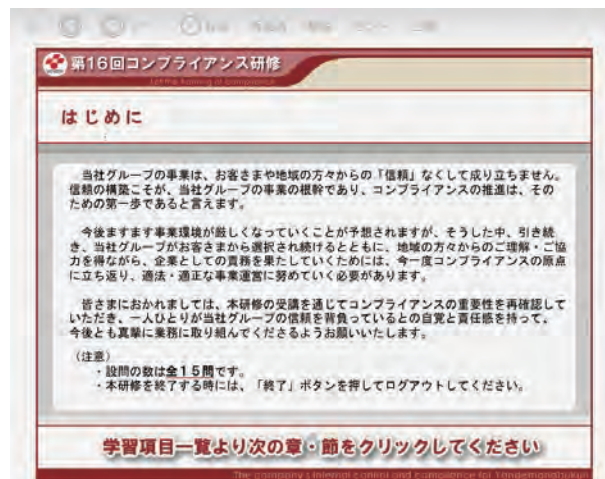 第16回コンプライアンス研修
はじめに
当社グループの事業は、お客さまや地域の方々からの「信頼」なくして成り立ちません。
信頼の構築こそが、当社グループの事業の根幹であり、コンプライアンスの推進は、その
ための第一歩であると言えます。
今後ますます事業環境が厳しくなっていくことが予想されますが、そうした中、引き続
き、当社グループがお客さまから選択され続けるとともに、地域の方々からのご理解・ご協
力を得ながら、企業としての責務を果たしていくためには、今一度コンプライアンスの原点
に立ち返り、適法・適正な事業運営に努めていく必要があります。
皆さまにおかれましては、本研修の受講を通じてコンプライアンスの重要性を再確認して
いただき、一人ひとりが当社グループの信頼を背負っているとの自覚と責任感を持って、
今後とも真摯に業務に取り組んでくださるようお願いいたします。
（注意）
・設問の数は全１５問です。
・本研修を終了する時には、「終了」ボタンを押してログアウトしてください。
学習項目一覧より次の章・節をクリックしてください
The company's internal control and compliance for